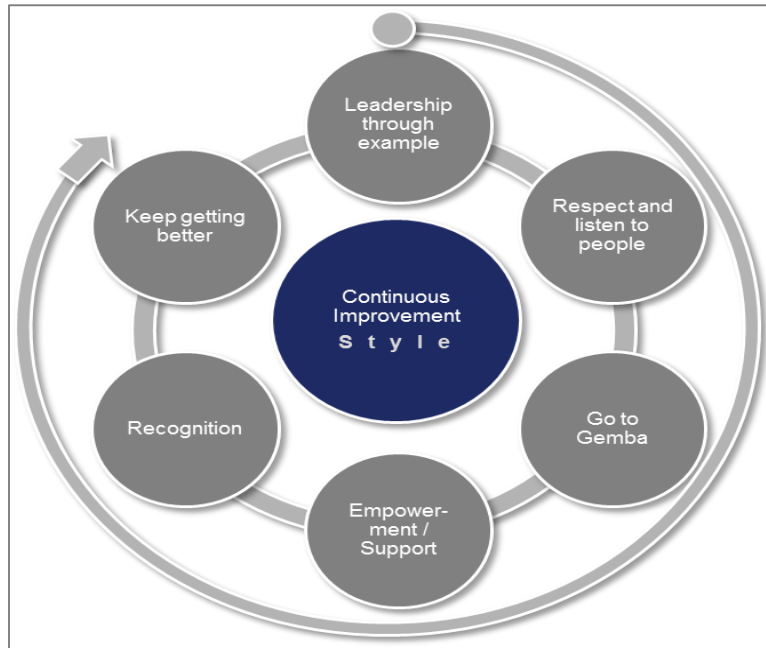 Leadership
through
example
Respect and
listen to
people
Go to
Gemba
Empower-
ment /
Support
Recognition
Keep getting
better
Continuous
Improvement
Style